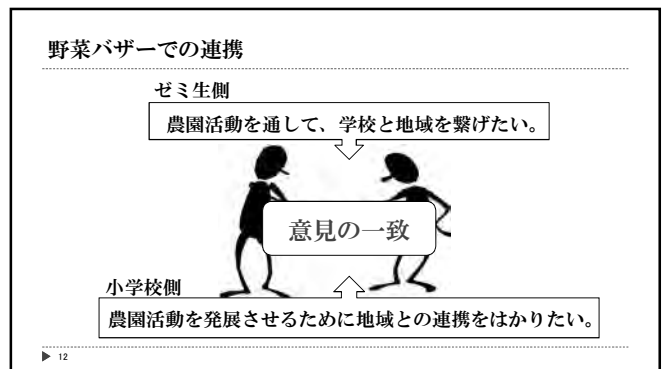 野菜バザーでの連携
ゼミ生側
農園活動を通して、学校と地域を繋げたい。
意見の一致
小学校側
農園活動を発展させるために地域との連携をはかりたい。
12